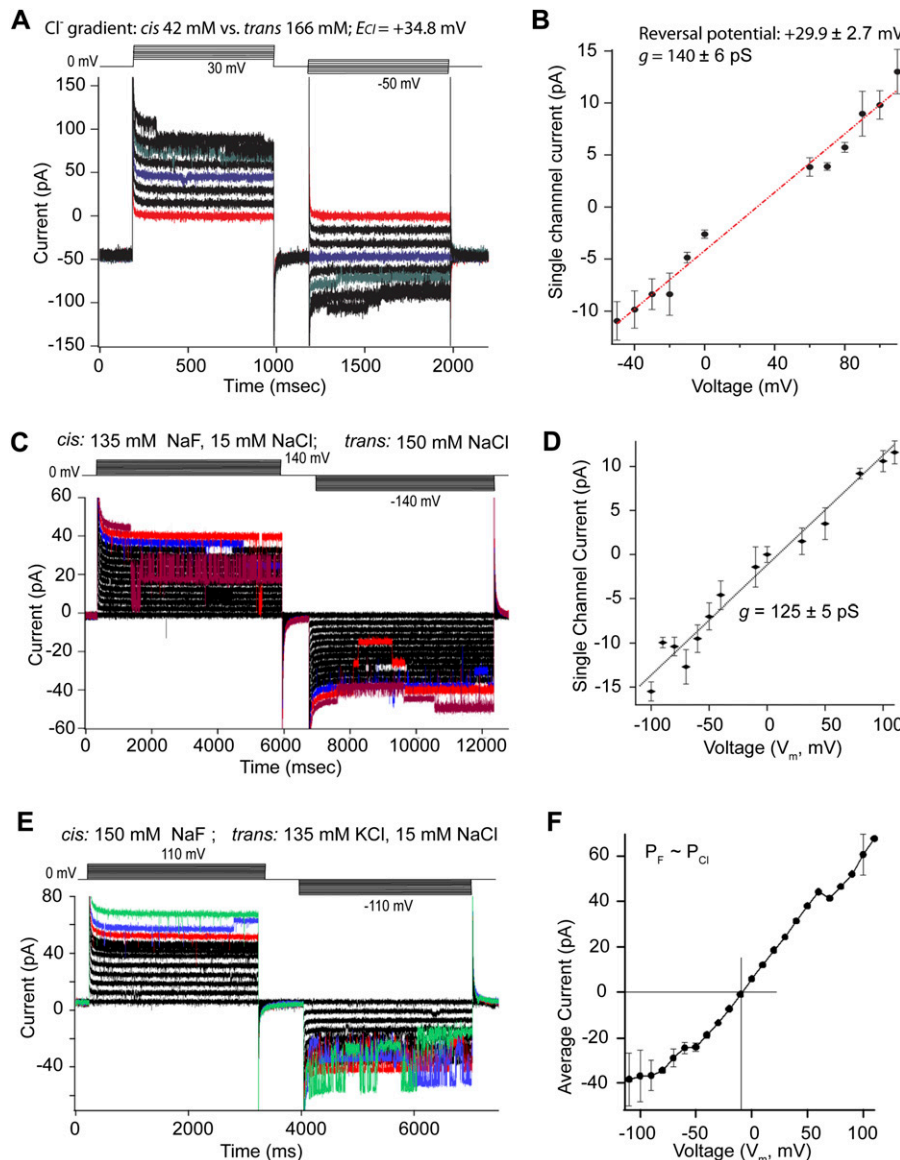 A
Cl⁻ gradient: cis 42 mM vs. trans 166 mM; ECl = +34.8 mV
0 mV
30 mV
-50 mV
100
50
0
-50
-100
-150
Current (pA)
0
500
1000
1500
2000
Time (msec)
B
Reversal potential: +29.9 ± 2.7 mV
g = 140 ± 6 pS
15
10
5
0
-5
-10
Single channel current (pA)
-40
0
40
80
Voltage (mV)
C
cis: 135 mM NaF, 15 mM NaCl; trans: 150 mM NaCl
0 mV
140 mV
-140 mV
60
40
20
0
-20
-40
-60
Current (pA)
0
2000
4000
6000
8000
10000
12000
Time (msec)
D
10
5
0
-5
-10
-15
Single Channel Current (pA)
g = 125 ± 5 pS
-100
-50
0
50
100
Voltage (Vm, mV)
E
cis: 150 mM NaF ; trans: 135 mM KCl, 15 mM NaCl
110 mV
0 mV
-110 mV
80
40
0
-40
Current (pA)
0
2000
4000
6000
Time (ms)
F
PF ~ PCl
60
40
20
0
-20
-40
Average Current (pA)
-100
-50
0
50
100
Voltage (Vm, mV)